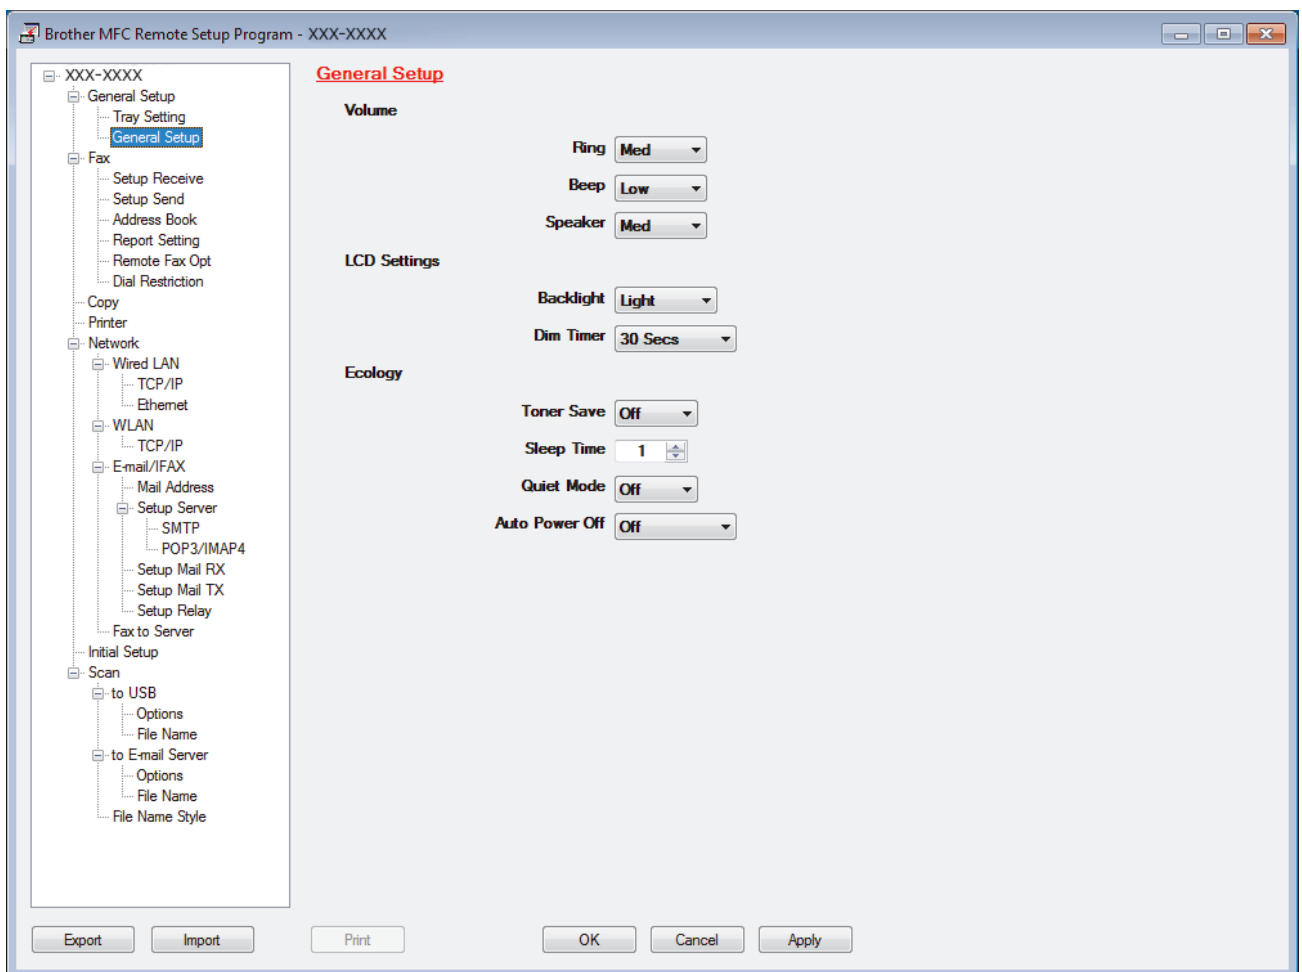 Brother MFC Remote Setup Program - XXX-XXXX
XXX-XXXX
General Setup
Tray Setting
General Setup
Fax
Setup Receive
Setup Send
Address Book
Report Setting
Remote Fax Opt
Dial Restriction
Copy
Printer
Network
Wired LAN
TCP/IP
Ethernet
WLAN
TCP/IP
E-mail/IFAX
Mail Address
Setup Server
SMTP
POP3/IMAP4
Setup Mail RX
Setup Mail TX
Setup Relay
Fax to Server
Initial Setup
Scan
to USB
Options
File Name
to E-mail Server
Options
File Name
File Name Style
General Setup
Volume
Ring Med
Beep Low
Speaker Med
LCD Settings
Backlight Light
Dim Timer 30 Secs
Ecology
Toner Save Off
Sleep Time 1
Quiet Mode Off
Auto Power Off Off
Export Import Print OK Cancel Apply